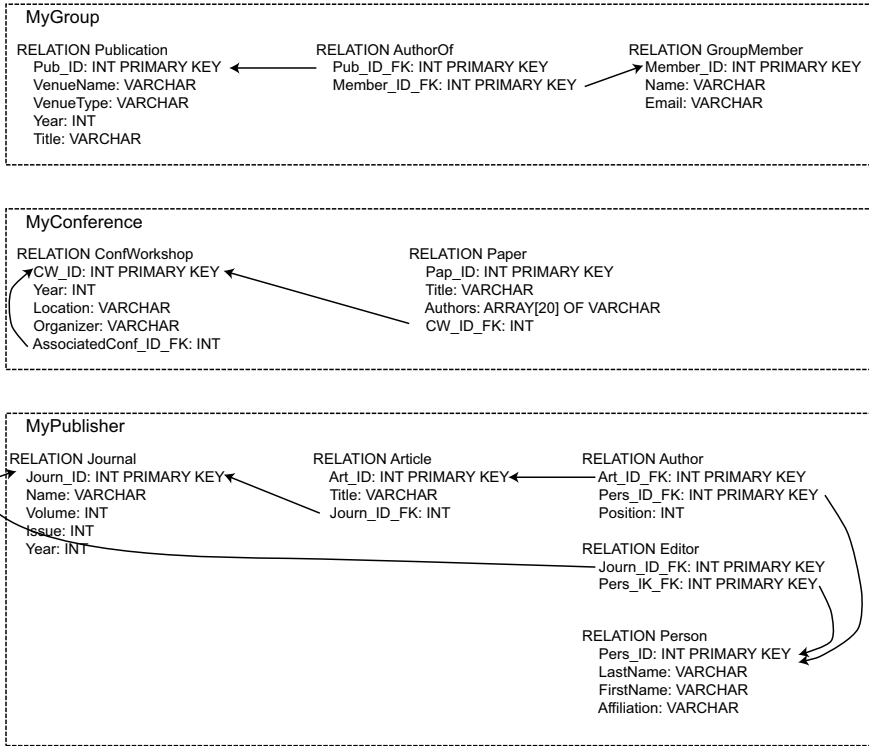 MyGroup
RELATION Publication
Pub_ID: INT PRIMARY KEY
VenueName: VARCHAR
VenueType: VARCHAR
Year: INT
Title: VARCHAR
RELATION AuthorOf
Pub_ID_FK: INT PRIMARY KEY
Member_ID_FK: INT PRIMARY KEY
RELATION GroupMember
Member_ID: INT PRIMARY KEY
Name: VARCHAR
Email: VARCHAR
MyConference
RELATION ConfWorkshop
CW_ID: INT PRIMARY KEY
Year: INT
Location: VARCHAR
Organizer: VARCHAR
AssociatedConf_ID_FK: INT
RELATION Paper
Pap_ID: INT PRIMARY KEY
Title: VARCHAR
Authors: ARRAY[20] OF VARCHAR
CW_ID_FK: INT
MyPublisher
RELATION Journal
Journ_ID: INT PRIMARY KEY
Name: VARCHAR
Volume: INT
Issue: INT
Year: INT
RELATION Article
Art_ID: INT PRIMARY KEY
Title: VARCHAR
Journ_ID_FK: INT
RELATION Author
Art_ID_FK: INT PRIMARY KEY
Pers_ID_FK: INT PRIMARY KEY
Position: INT
RELATION Editor
Journ_ID_FK: INT PRIMARY KEY
Pers_IK_FK: INT PRIMARY KEY
RELATION Person
Pers_ID: INT PRIMARY KEY
LastName: VARCHAR
FirstName: VARCHAR
Affiliation: VARCHAR